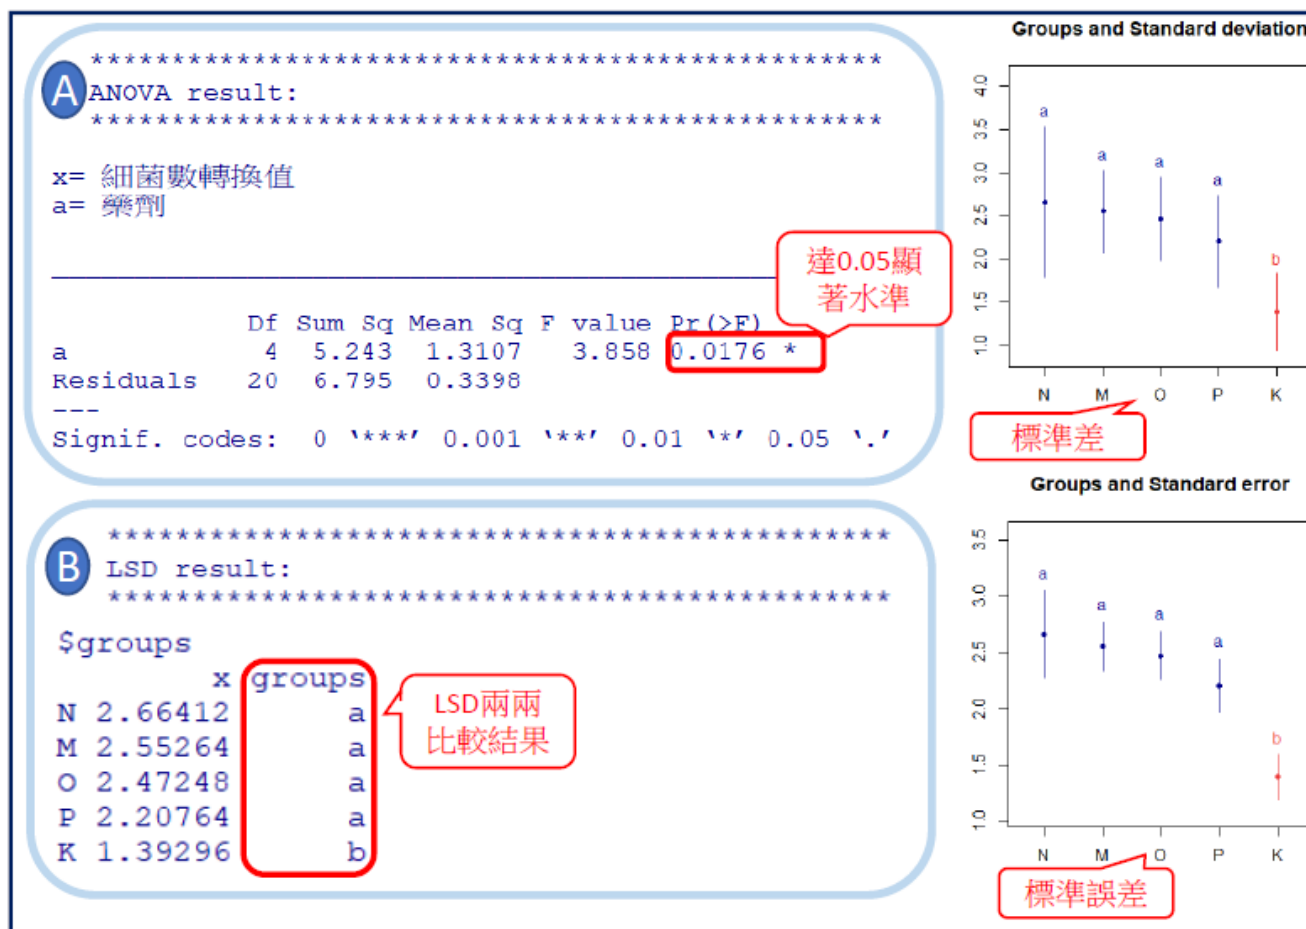 A
**************************************************
ANOVA result:
**************************************************
x= 細菌數轉換值
a= 藥劑
達0.05顯
著水準
Df Sum Sq Mean Sq F value Pr(>F)
a 4 5.243 1.3107 3.858 0.0176 *
Residuals 20 6.795 0.3398
---
Signif. codes: 0 ‘***’ 0.001 ‘**’ 0.01 ‘*’ 0.05 ‘.’
B
**************************************************
LSD result:
**************************************************
$groups
x groups
N 2.66412 a
M 2.55264 a
O 2.47248 a
P 2.20764 a
K 1.39296 b
LSD兩兩
比較結果
Groups and Standard deviation
4.0
3.5
3.0
2.5
2.0
1.5
1.0
a
a
a
a
b
N M O P K
標準差
Groups and Standard error
3.5
3.0
2.5
2.0
1.5
1.0
a
a
a
a
b
N M O P K
標準誤差